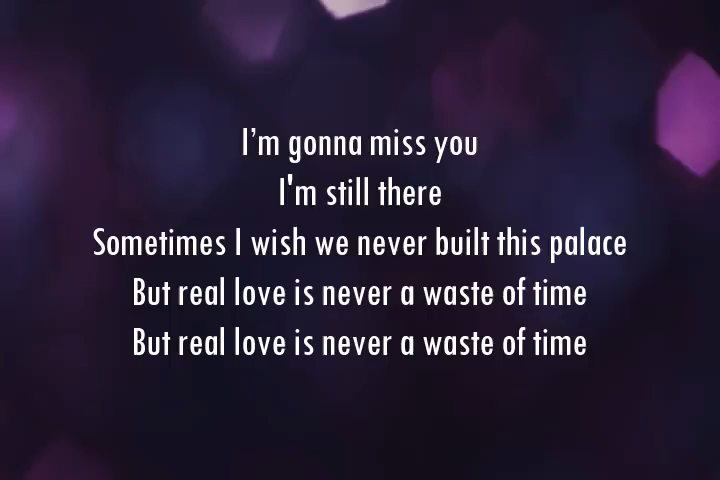 I’m gonna miss you
I'm still there
Sometimes I wish we never built this palace
But real love is never a waste of time
But real love is never a waste of time